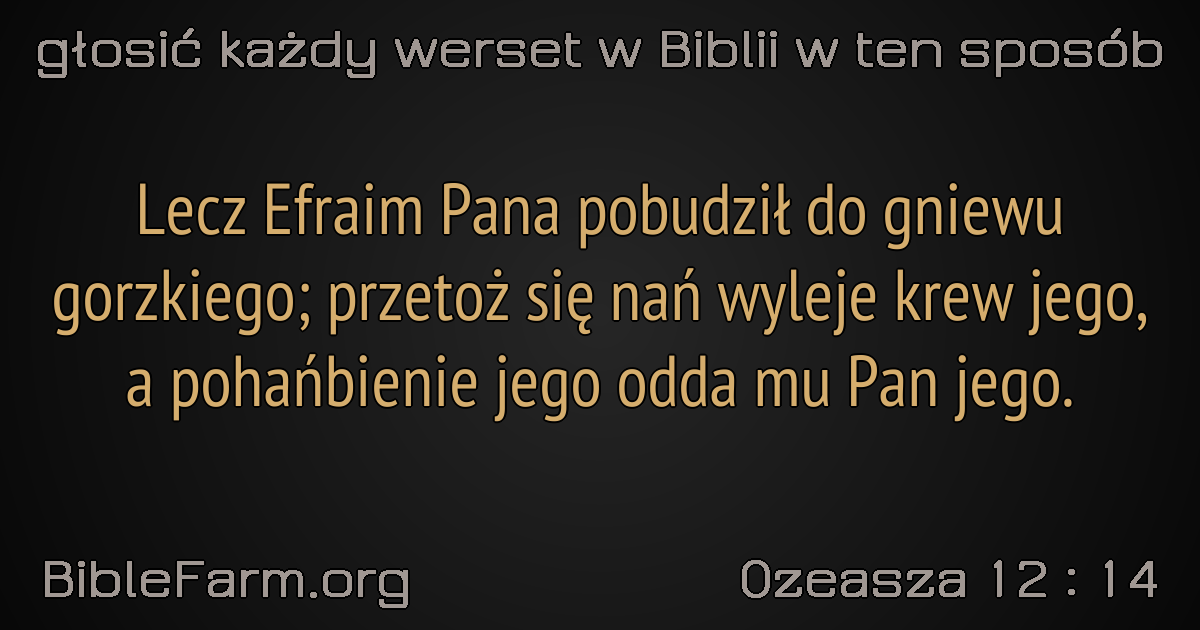 głosić każdy werset w Biblii w ten sposób
Lecz Efraim Pana pobudził do gniewu
gorzkiego; przetoż się nań wyleje krew jego,
a pohańbienie jego odda mu Pan jego.
BibleFarm.org
Ozeasza 12 : 14